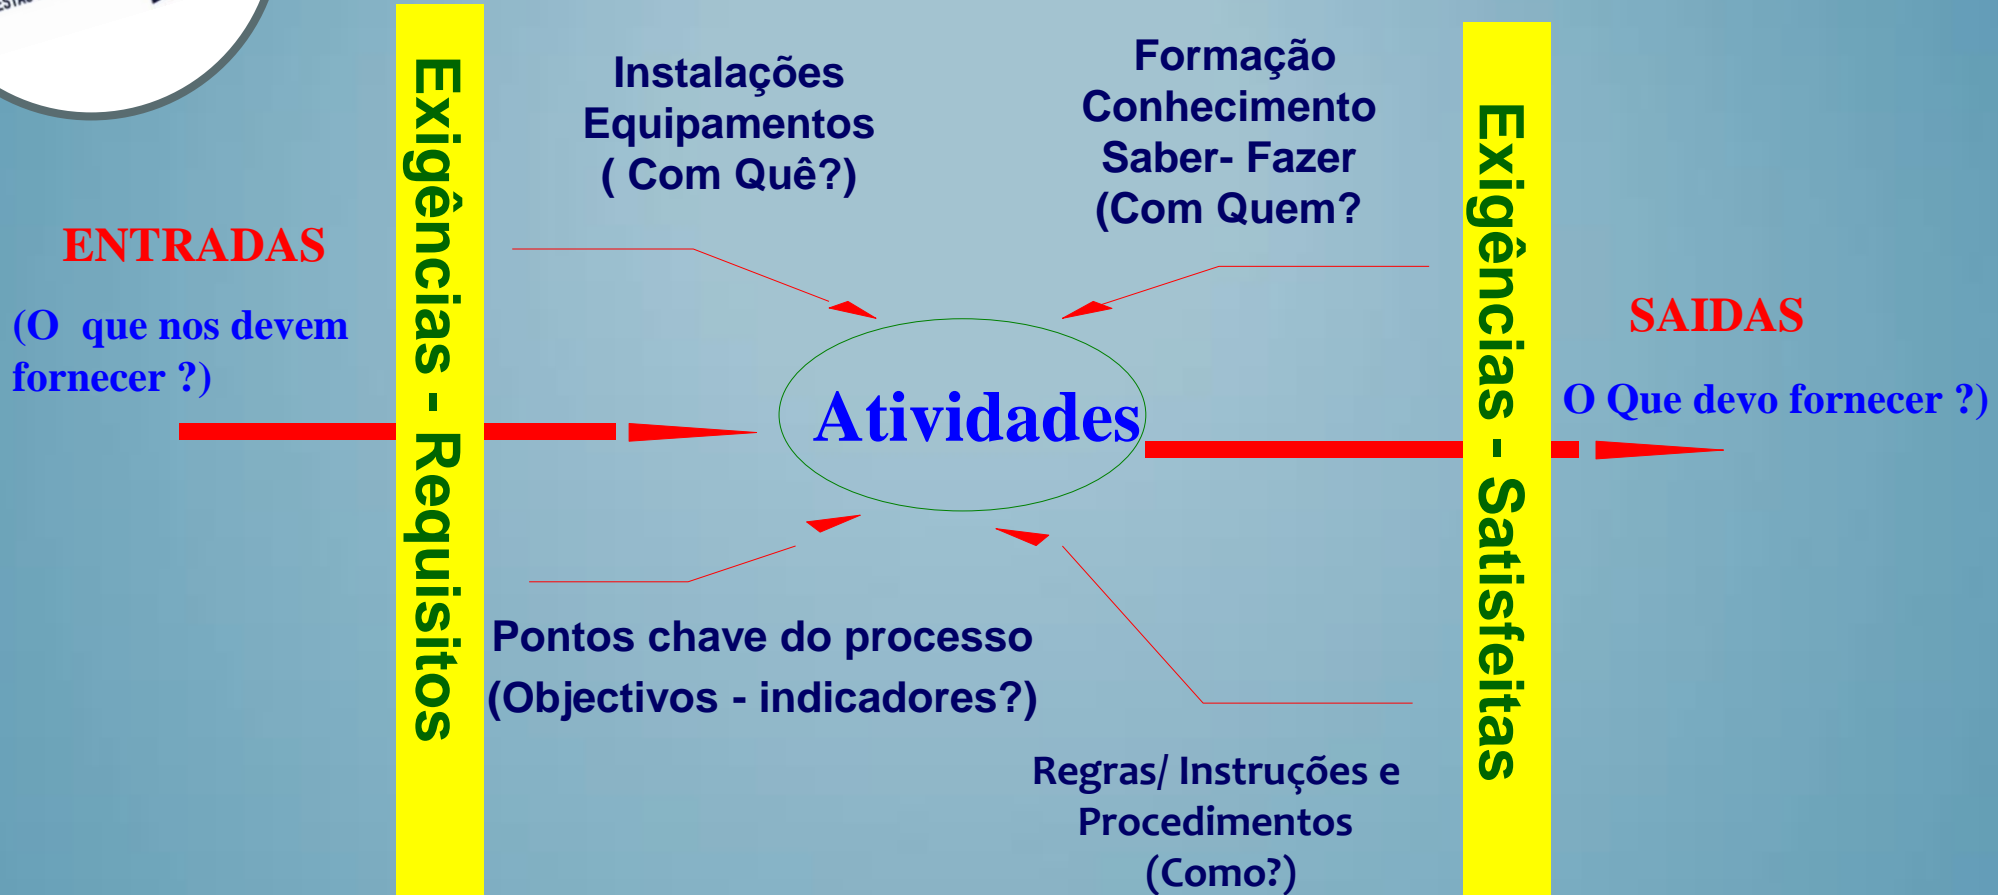 ENTRADAS
(O que nos devem
fornecer ?)
Exigências - Requisitos
Instalações
Equipamentos
( Com Quê?)
Formação
Conhecimento
Saber- Fazer
(Com Quem?
Atividades
Pontos chave do processo
(Objectivos - indicadores?)
Regras/ Instruções e
Procedimentos
(Como?)
Exigências - Satisfeitas
SAIDAS
O Que devo fornecer ?)